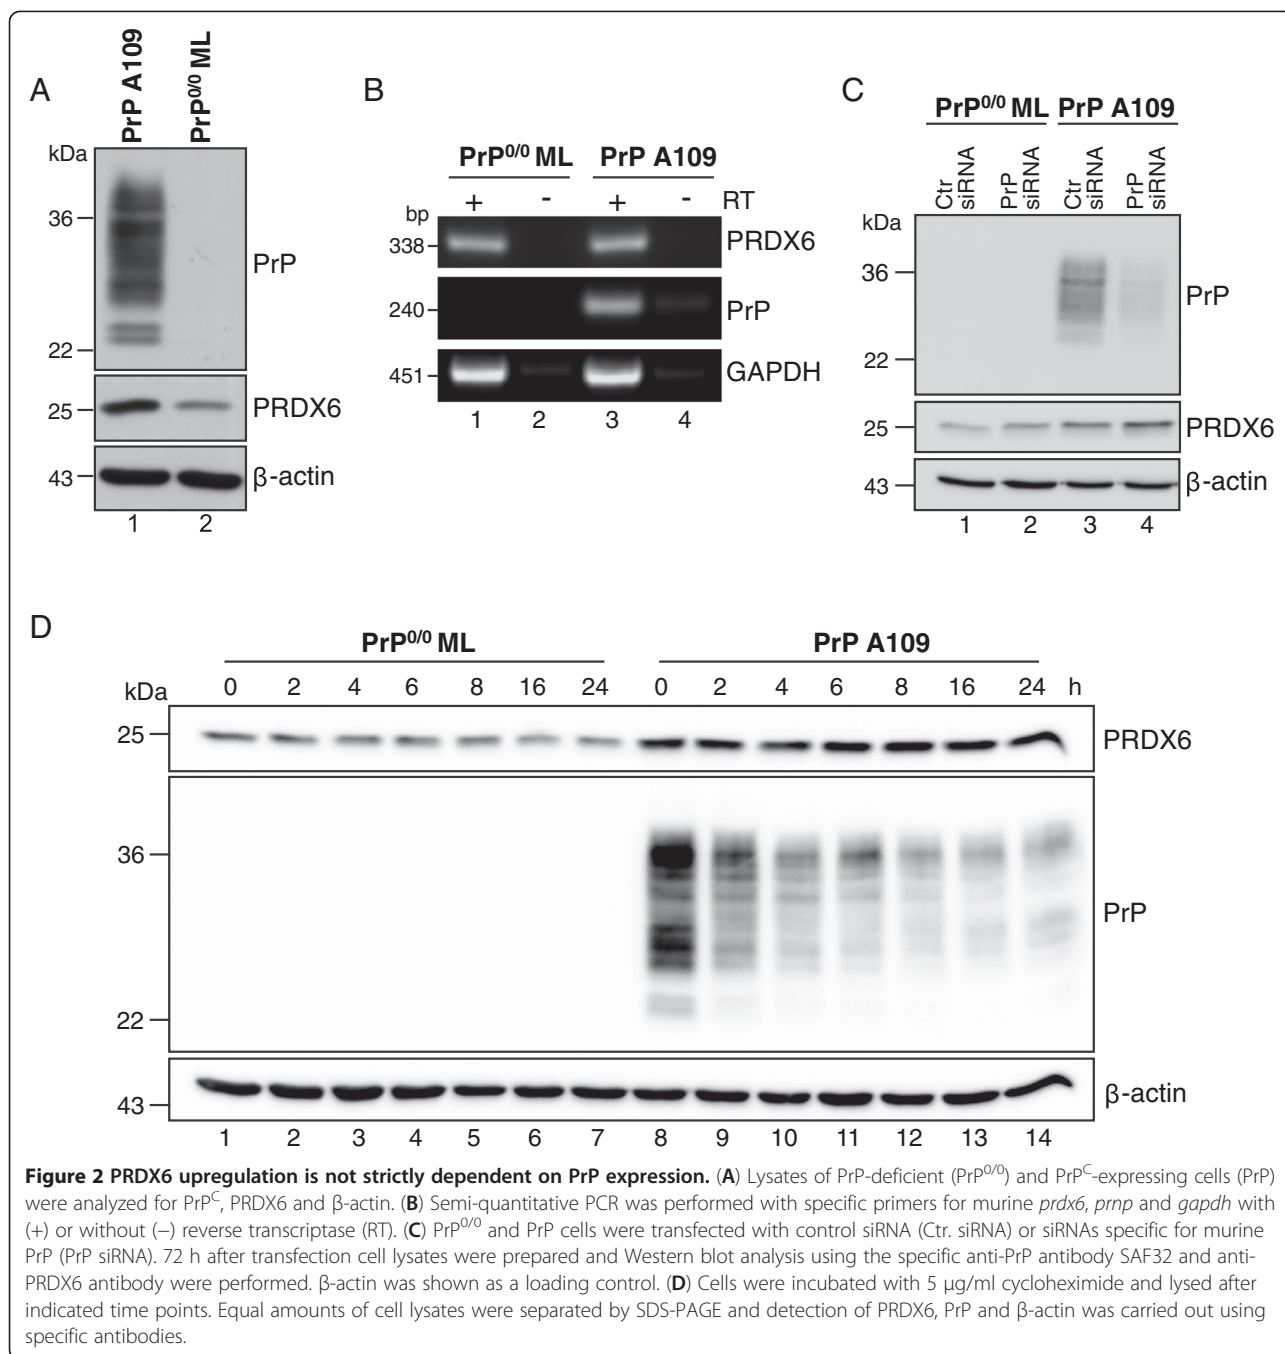 A
PrP A109
PrP0/0 ML
kDa
36
22
PrP
25
PRDX6
43
β-actin
1 2
B
PrP0/0 ML PrP A109
+ - + - RT
bp
338 PRDX6
240 PrP
451 GAPDH
1 2 3 4
C
PrP0/0 ML PrP A109
Ctr siRNA
PrP siRNA
Ctr siRNA
PrP siRNA
kDa
36
PrP
22
25 PRDX6
43 β-actin
1 2 3 4
D
PrP0/0 ML PrP A109
kDa 0 2 4 6 8 16 24 0 2 4 6 8 16 24 h
25 PRDX6
36
PrP
22
43 β-actin
1 2 3 4 5 6 7 8 9 10 11 12 13 14
Figure 2 PRDX6 upregulation is not strictly dependent on PrP expression. (A) Lysates of PrP-deficient (PrP0/0) and PrPC-expressing cells (PrP)
were analyzed for PrPC, PRDX6 and β-actin. (B) Semi-quantitative PCR was performed with specific primers for murine prdx6, prnp and gapdh with
(+) or without (−) reverse transcriptase (RT). (C) PrP0/0 and PrP cells were transfected with control siRNA (Ctr. siRNA) or siRNAs specific for murine
PrP (PrP siRNA). 72 h after transfection cell lysates were prepared and Western blot analysis using the specific anti-PrP antibody SAF32 and anti-
PRDX6 antibody were performed. β-actin was shown as a loading control. (D) Cells were incubated with 5 μg/ml cycloheximide and lysed after
indicated time points. Equal amounts of cell lysates were separated by SDS-PAGE and detection of PRDX6, PrP and β-actin was carried out using
specific antibodies.